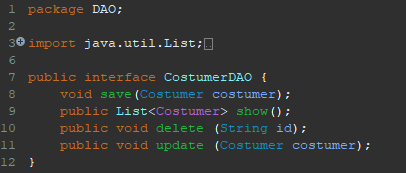 1 package DAO;
2
3 import java.util.List;
6
7 public interface CostumerDAO {
8 void save(Costumer costumer);
9 public List<Costumer> show();
10 public void delete (String id);
11 public void update (Costumer costumer);
12 }